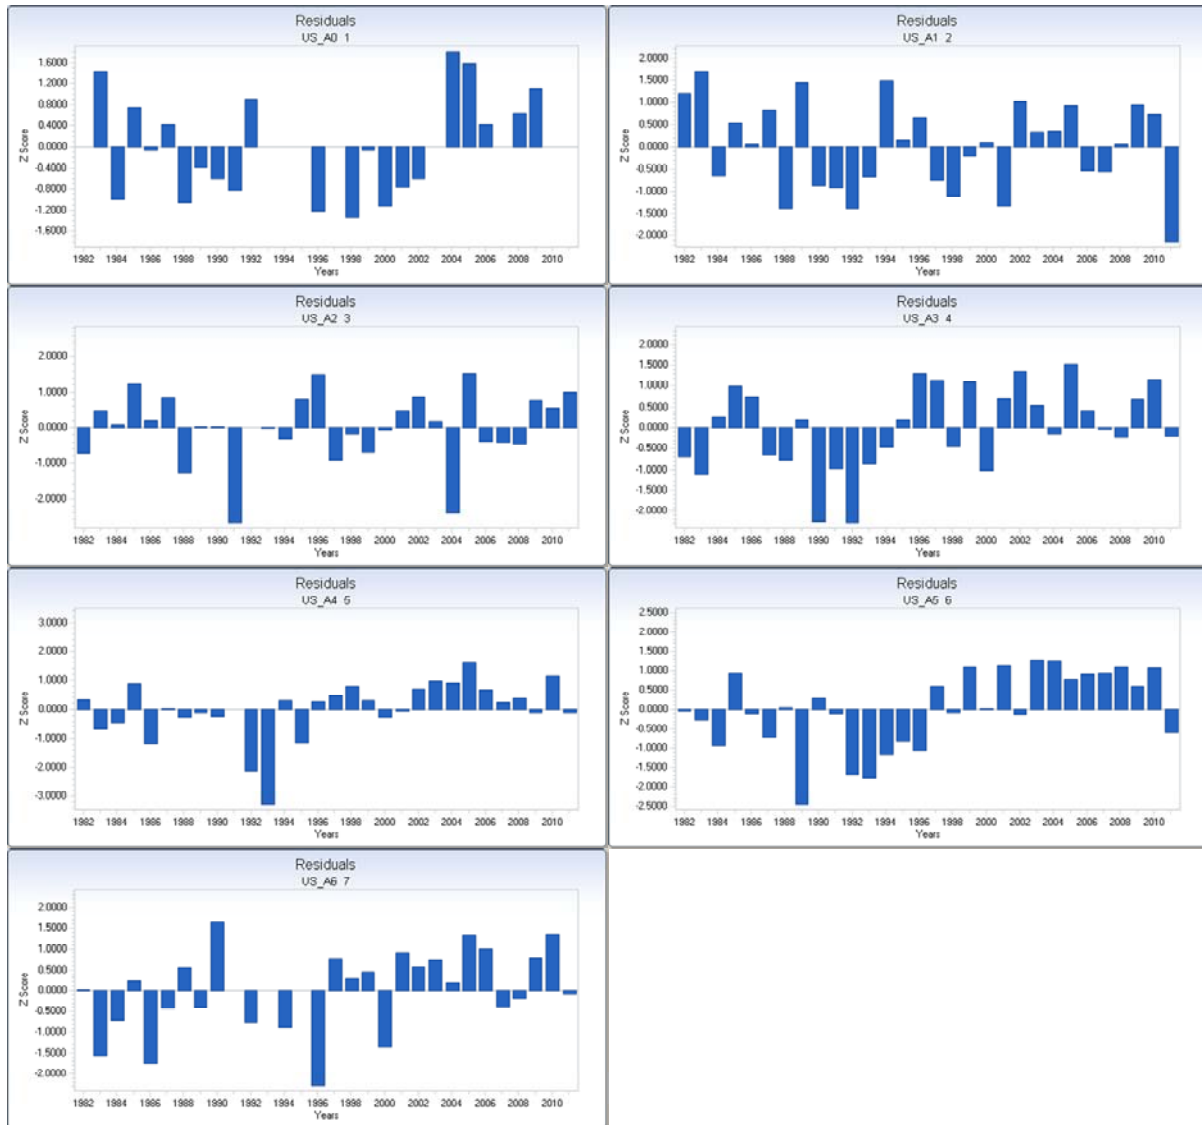 Residuals
US_A0 1
1.6000
1.2000
0.8000
0.4000
0.0000
-0.4000
-0.8000
-1.2000
-1.6000
Z Score
1982 1984 1986 1988 1990 1992 1994 1996 1998 2000 2002 2004 2006 2008 2010
Years
Residuals
US_A1 2
2.0000
1.5000
1.0000
0.5000
0.0000
-0.5000
-1.0000
-1.5000
-2.0000
Z Score
1982 1984 1986 1988 1990 1992 1994 1996 1998 2000 2002 2004 2006 2008 2010
Years
Residuals
US_A2 3
2.0000
1.0000
0.0000
-1.0000
-2.0000
Z Score
1982 1984 1986 1988 1990 1992 1994 1996 1998 2000 2002 2004 2006 2008 2010
Years
Residuals
US_A3 4
2.0000
1.5000
1.0000
0.5000
0.0000
-0.5000
-1.0000
-1.5000
-2.0000
Z Score
1982 1984 1986 1988 1990 1992 1994 1996 1998 2000 2002 2004 2006 2008 2010
Years
Residuals
US_A4 5
3.0000
2.0000
1.0000
0.0000
-1.0000
-2.0000
-3.0000
Z Score
1982 1984 1986 1988 1990 1992 1994 1996 1998 2000 2002 2004 2006 2008 2010
Years
Residuals
US_A5 6
2.5000
2.0000
1.5000
1.0000
0.5000
0.0000
-0.5000
-1.0000
-1.5000
-2.0000
-2.5000
Z Score
1982 1984 1986 1988 1990 1992 1994 1996 1998 2000 2002 2004 2006 2008 2010
Years
Residuals
US_A6 7
2.0000
1.5000
1.0000
0.5000
0.0000
-0.5000
-1.0000
-1.5000
-2.0000
Z Score
1982 1984 1986 1988 1990 1992 1994 1996 1998 2000 2002 2004 2006 2008 2010
Years